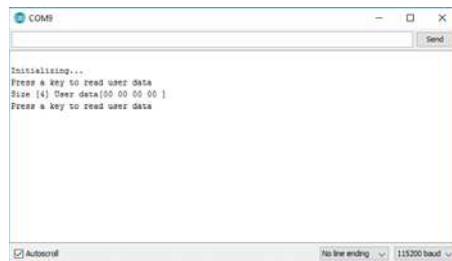 COM9
Send
Initializing...
Press a key to read user data
Size [4] User data[00 00 00 00 ]
Press a key to read user data
Autoscroll
No line ending
115200 baud